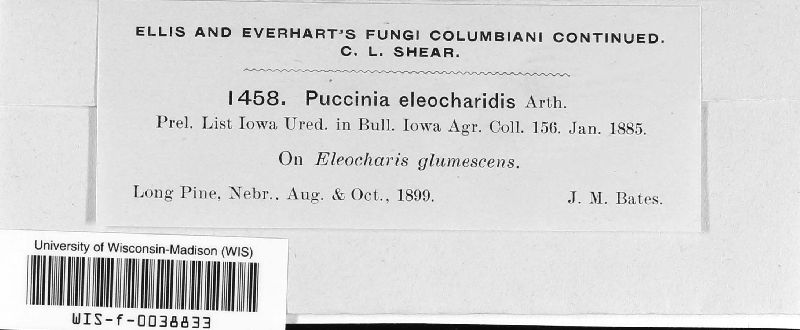 ELLIS AND EVERHART'S FUNGI COLUMBIANI CONTINUED.
C. L. SHEAR.
1458. Puccinia eleocharidis Arth.
Prel. List Iowa Ured. in Bull. Iowa Agr. Coll. 156. Jan. 1885.
On Eleocharis glumescens.
Long Pine, Nebr., Aug. & Oct., 1899. J. M. Bates.
University of Wisconsin-Madison (WIS)
WIS-f-0038833